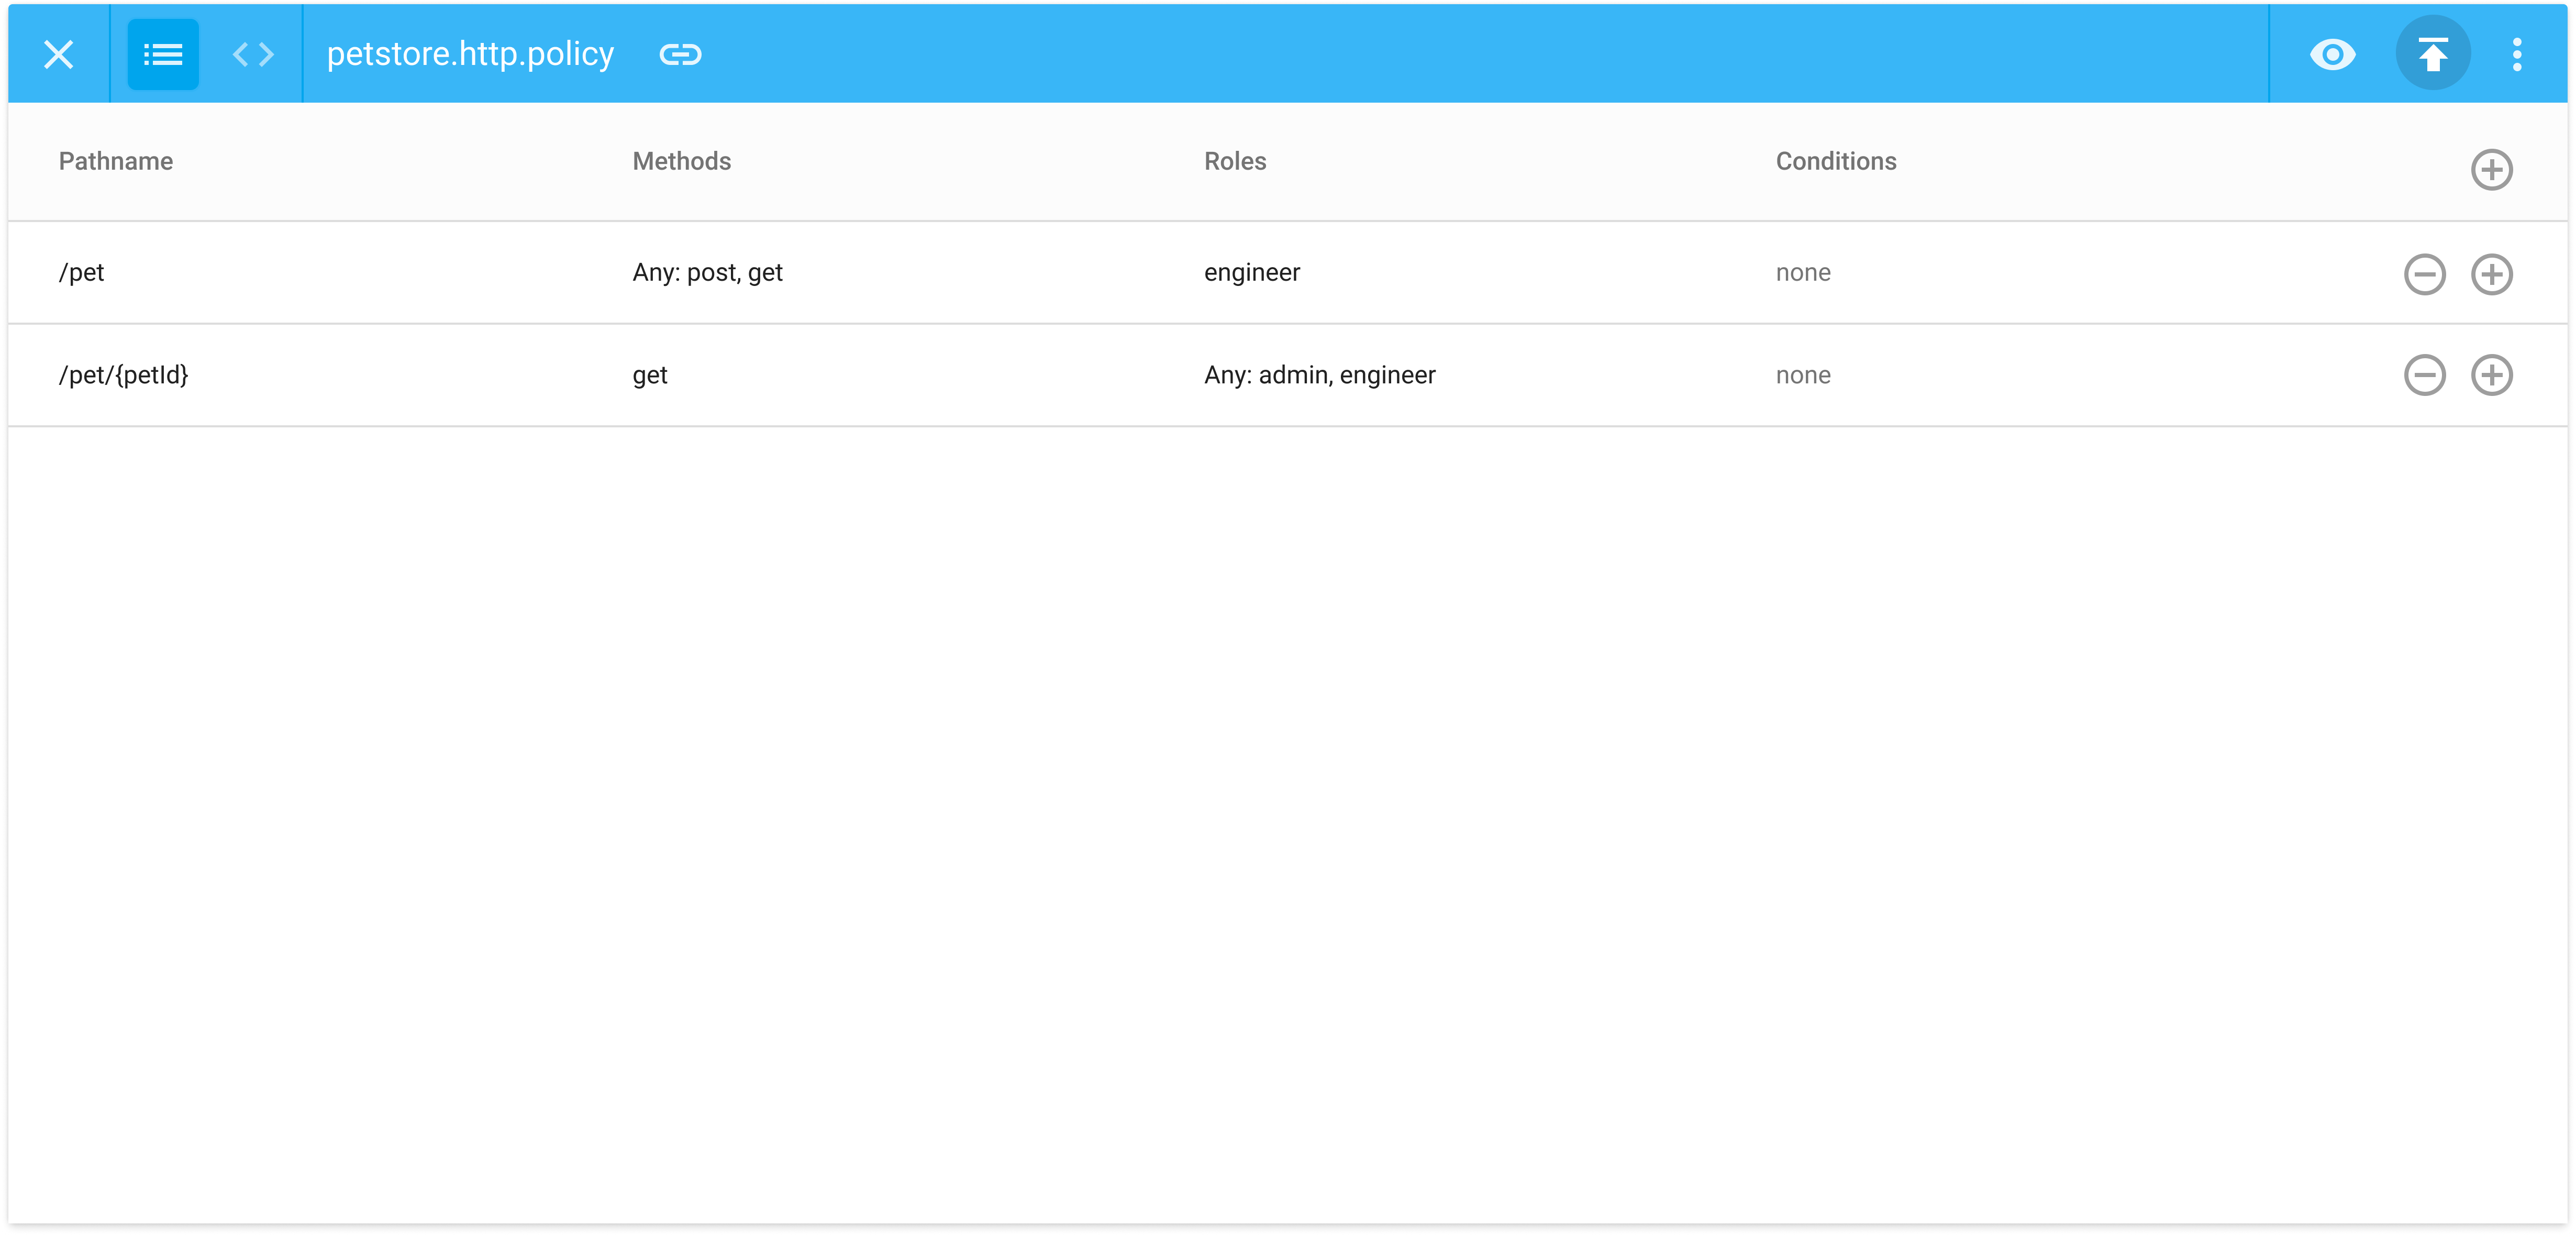 petstore.http.policy
Pathname Methods Roles Conditions
/pet Any: post, get engineer none
/pet/{petId} get Any: admin, engineer none